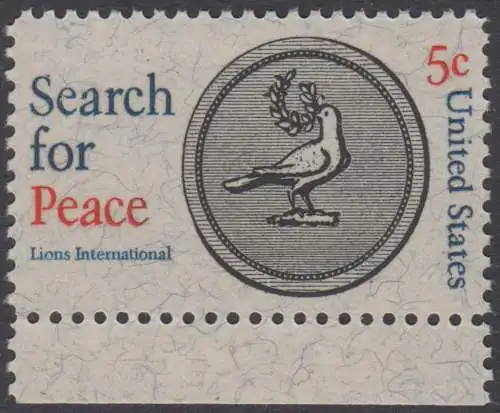 Search
for
Peace
Lions International
5c
United States